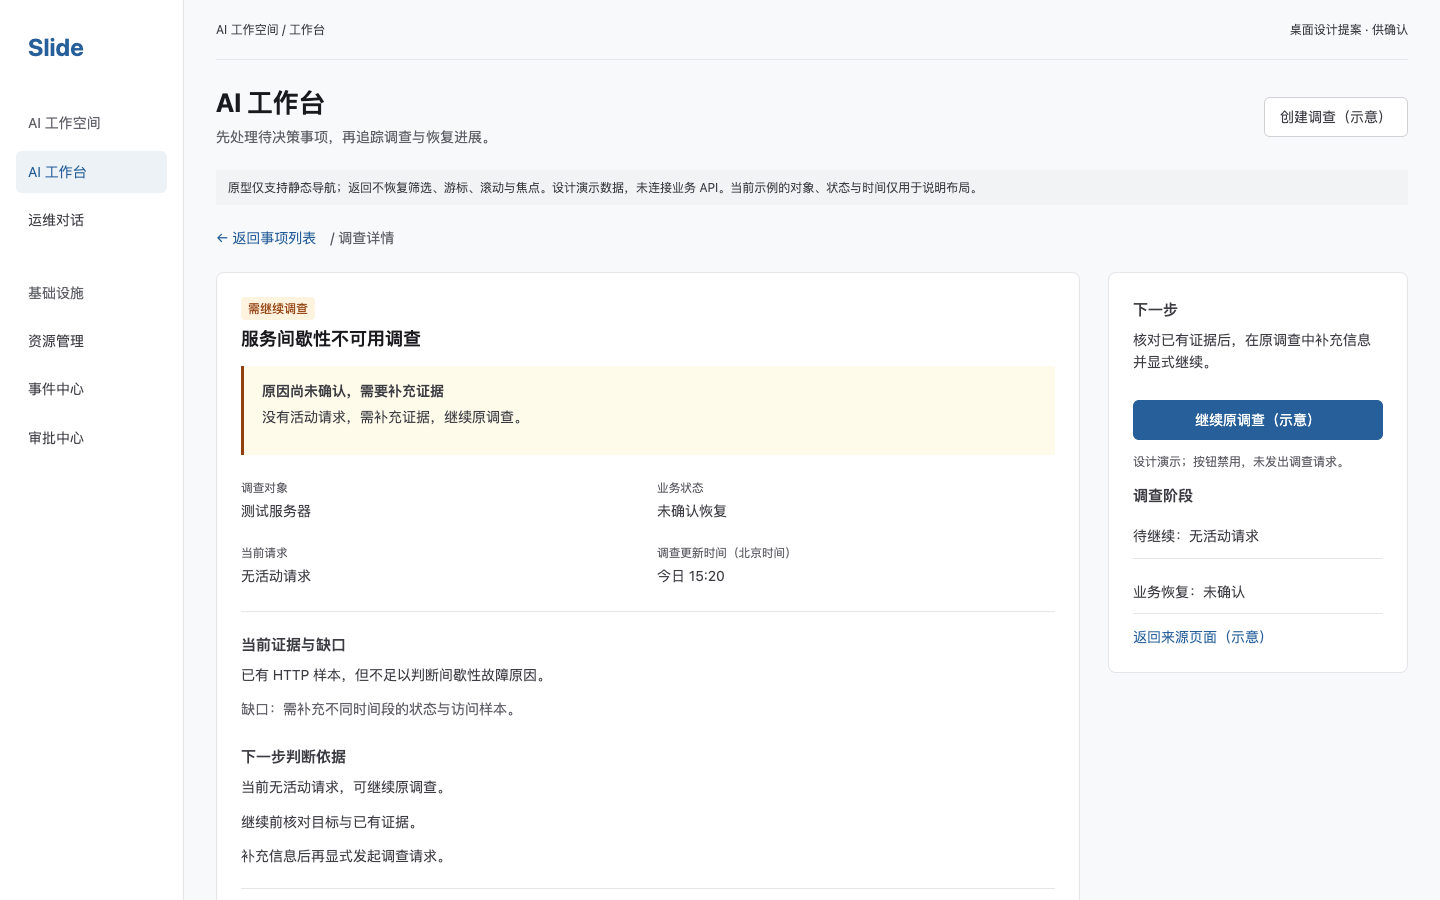 Slide
AI 工作空间
AI 工作台
运维对话
基础设施
资源管理
事件中心
审批中心
AI 工作空间 / 工作台
桌面设计提案 · 供确认
AI 工作台
先处理待决策事项，再追踪调查与恢复进展。
创建调查（示意）
原型仅支持静态导航；返回不恢复筛选、游标、滚动与焦点。设计演示数据，未连接业务 API。当前示例的对象、状态与时间仅用于说明布局。
← 返回事项列表 / 调查详情
需继续调查
服务间歇性不可用调查
原因尚未确认，需要补充证据
没有活动请求，需补充证据，继续原调查。
调查对象
测试服务器
业务状态
未确认恢复
当前请求
无活动请求
调查更新时间（北京时间）
今日 15:20
当前证据与缺口
已有 HTTP 样本，但不足以判断间歇性故障原因。
缺口：需补充不同时间段的状态与访问样本。
下一步判断依据
当前无活动请求，可继续原调查。
继续前核对目标与已有证据。
补充信息后再显式发起调查请求。
下一步
核对已有证据后，在原调查中补充信息
并显式继续。
继续原调查（示意）
设计演示；按钮禁用，未发出调查请求。
调查阶段
待继续：无活动请求
业务恢复：未确认
返回来源页面（示意）